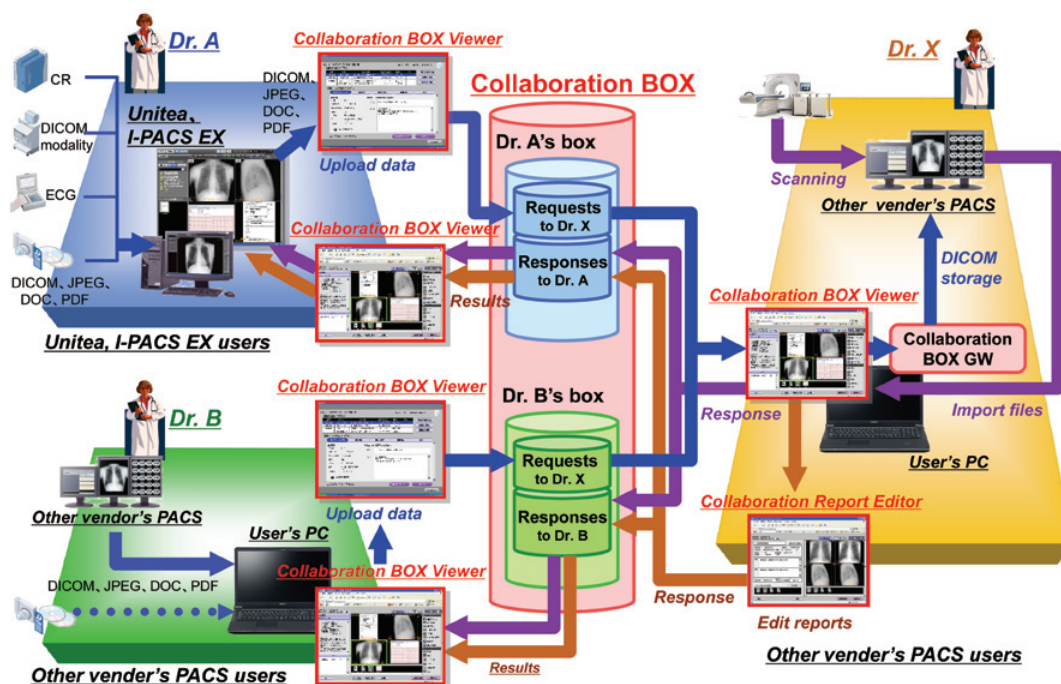 Dr. A
CR
DICOM
modality
ECG
DICOM、JPEG、
DOC、PDF
Unitea、
I-PACS EX
DICOM、
JPEG、
DOC、
PDF
Unitea, I-PACS EX users
Collaboration BOX Viewer
Upload data
Collaboration BOX Viewer
Results
Collaboration BOX
Dr. A's box
Requests
to Dr. X
Responses
to Dr. A
Dr. B's box
Requests
to Dr. X
Responses
to Dr. B
Dr. B
Other vendor's PACS
User's PC
DICOM, JPEG, DOC, PDF
Other vender's PACS users
Collaboration BOX Viewer
Upload data
Collaboration BOX Viewer
Results
Dr. X
Scanning
Other vender's PACS
DICOM
storage
Collaboration BOX Viewer
Collaboration
BOX GW
Response
Import files
User's PC
Collaboration Report Editor
Response
Edit reports
Other vender's PACS users